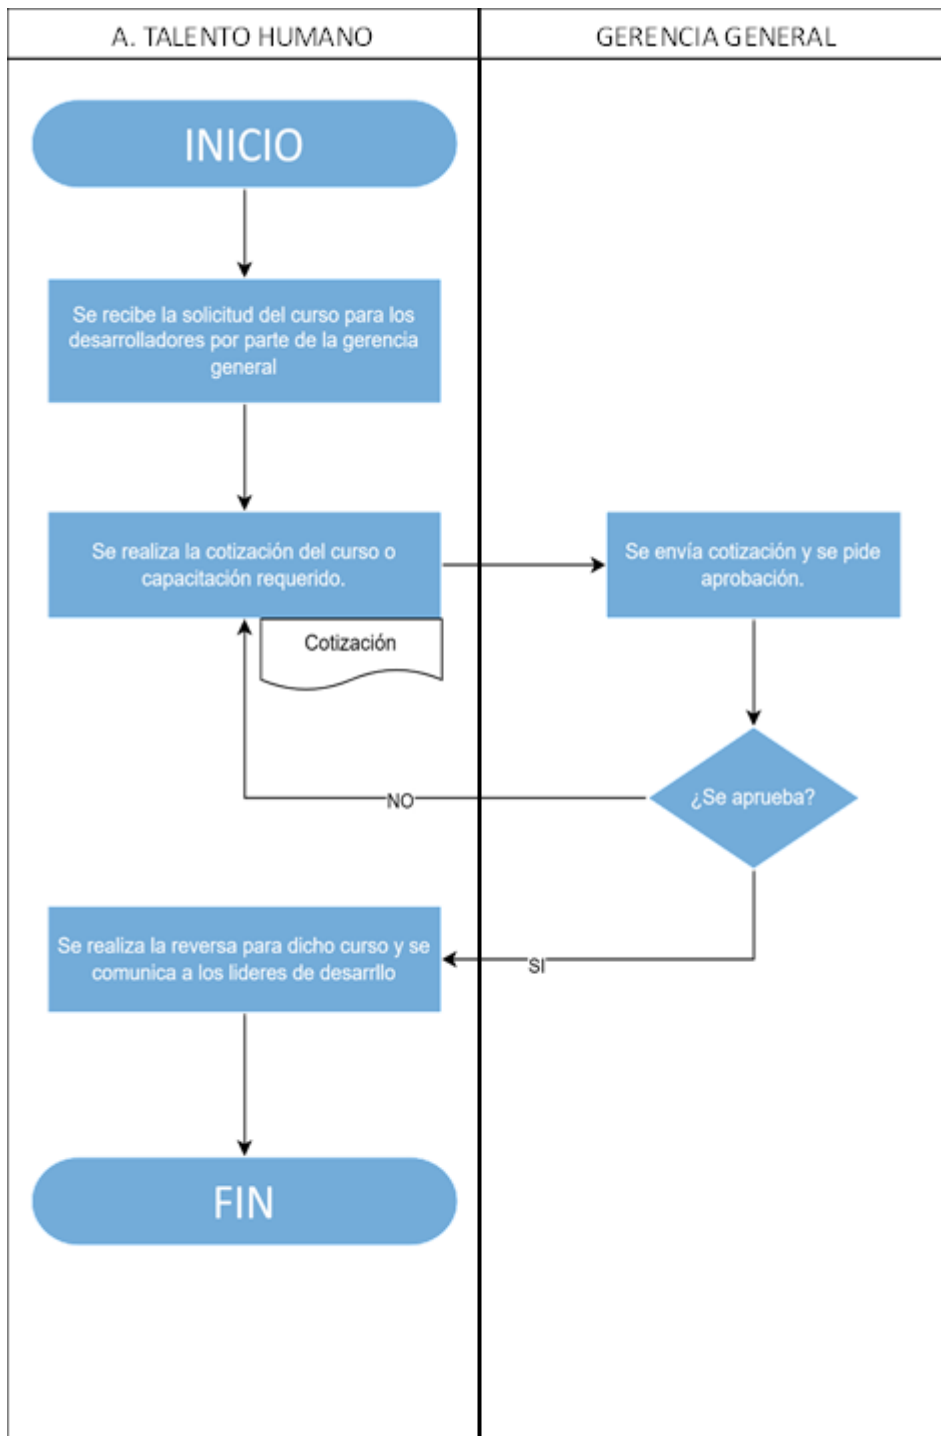 A. TALENTO HUMANO
GERENCIA GENERAL
INICIO
Se recibe la solicitud del curso para los
desarrolladores por parte de la gerencia
general
Se realiza la cotización del curso o
capacitación requerido.
Cotización
Se envía cotización y se pide
aprobación.
¿Se aprueba?
NO
SI
Se realiza la reversa para dicho curso y se
comunica a los lideres de desarrllo
FIN